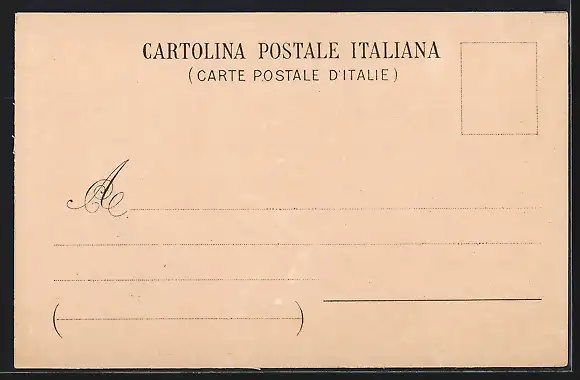 CARTOLINA POSTALE ITALIANA
(CARTE POSTALE D'ITALIE)
A